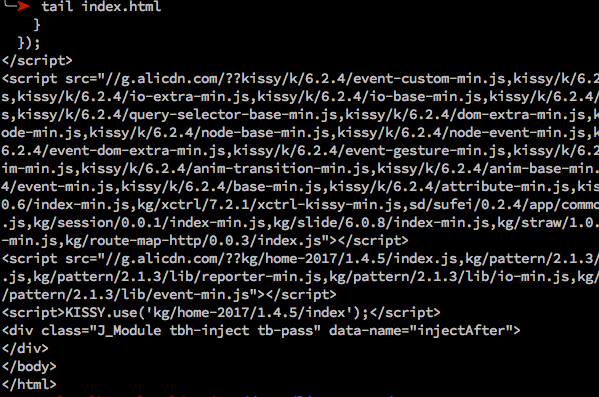 tail index.html
}
});
</script>
<script src="//g.alicdn.com/??kissy/k/6.2.4/event-custom-min.js,kissy/k/6.2
s,kissy/k/6.2.4/io-extra-min.js,kissy/k/6.2.4/io-base-min.js,kissy/k/6.2.4/
s,kissy/k/6.2.4/query-selector-base-min.js,kissy/k/6.2.4/dom-extra-min.js,k
ode-min.js,kissy/k/6.2.4/node-base-min.js,kissy/k/6.2.4/node-event-min.js,k
6.2.4/event-dom-extra-min.js,kissy/k/6.2.4/event-gesture-min.js,kissy/k/6.2
im-min.js,kissy/k/6.2.4/anim-transition-min.js,kissy/k/6.2.4/anim-base-min.
4/event-min.js,kissy/k/6.2.4/base-min.js,kissy/k/6.2.4/attribute-min.js,kis
0.6/index-min.js,kg/xctrl/7.2.1/xctrl-kissy-min.js,sd/sufei/0.2.4/app/commo
.js,kg/session/0.0.1/index-min.js,kg/slide/6.0.8/index-min.js,kg/straw/1.0.
-min.js,kg/route-map-http/0.0.3/index.js"></script>
<script src="//g.alicdn.com/??kg/home-2017/1.4.5/index.js,kg/pattern/2.1.3/
.js,kg/pattern/2.1.3/lib/reporter-min.js,kg/pattern/2.1.3/lib/io-min.js,kg/
/pattern/2.1.3/lib/event-min.js"></script>
<script>KISSY.use('kg/home-2017/1.4.5/index');</script>
<div class="J_Module tbh-inject tb-pass" data-name="injectAfter">
</div>
</body>
</html>